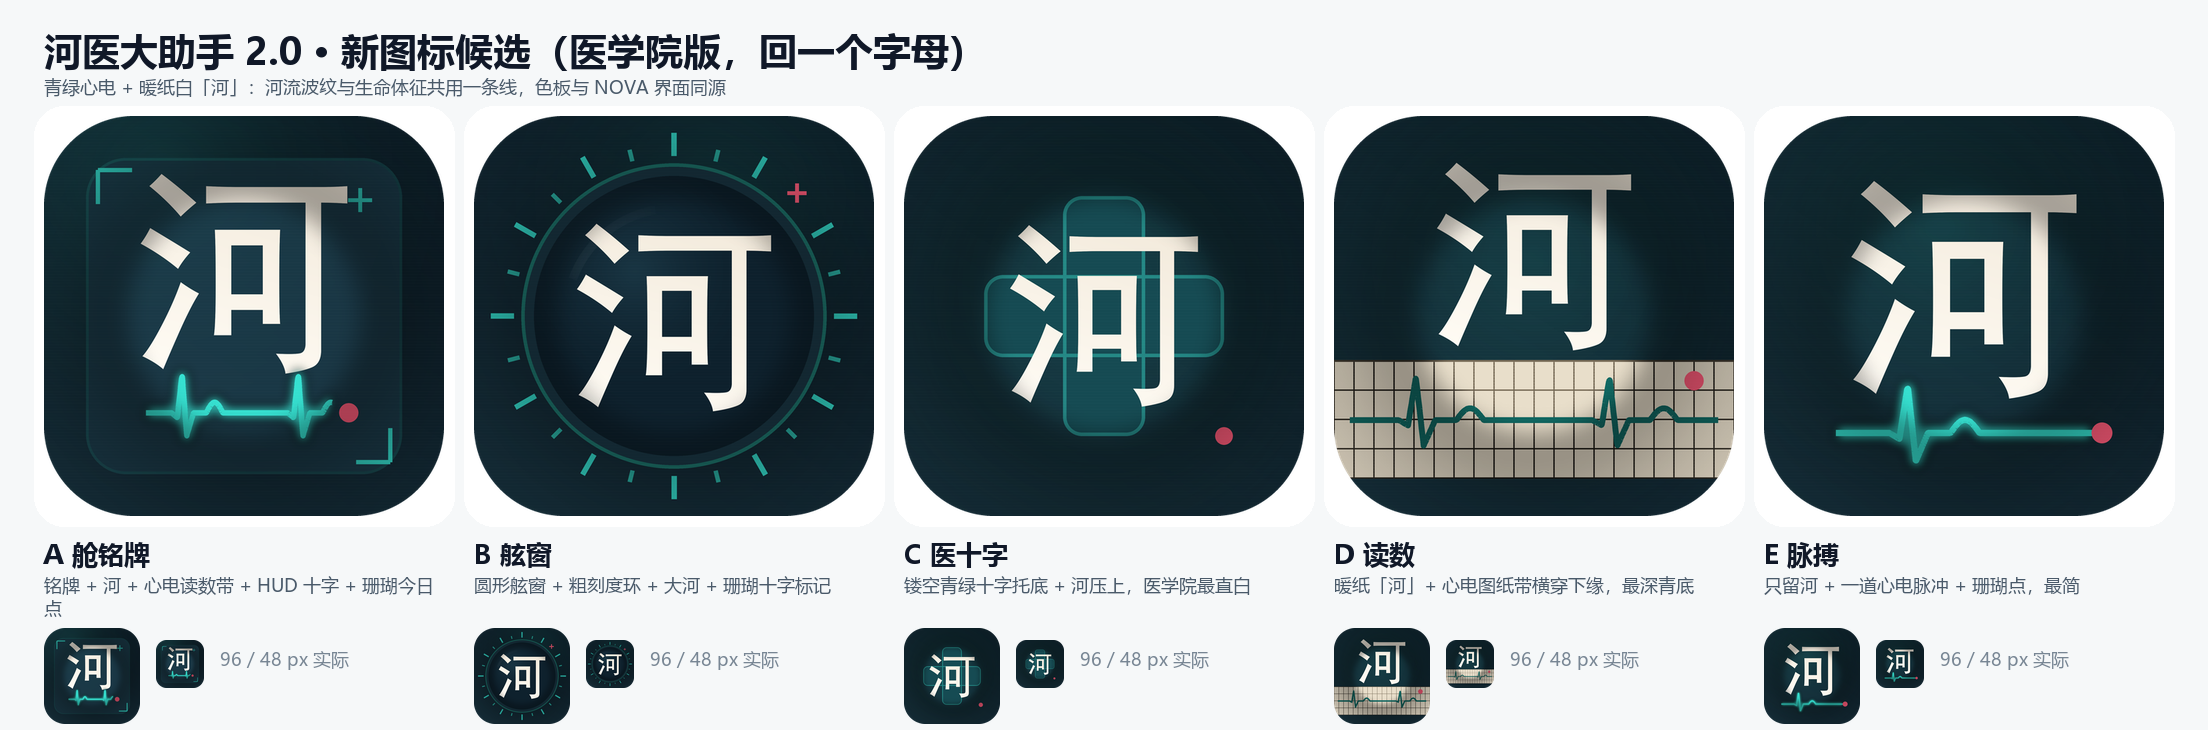 河医大助手 2.0 • 新图标候选（医学院版，回一个字母）
青绿心电 + 暖纸白「河」：河流波纹与生命体征共用一条线，色板与 NOVA 界面同源
河
河
河
河
河
A 舱铭牌
铭牌 + 河 + 心电读数带 + HUD 十字 + 珊瑚今日
点
B 舷窗
圆形舷窗 + 粗刻度环 + 大河 + 珊瑚十字标记
C 医十字
镂空青绿十字托底 + 河压上，医学院最直白
D 读数
暖纸「河」+ 心电图纸带横穿下缘，最深青底
E 脉搏
只留河 + 一道心电脉冲 + 珊瑚点，最简
河 河 96 / 48 px 实际
河 河 96 / 48 px 实际
河 河 96 / 48 px 实际
河 河 96 / 48 px 实际
河 河 96 / 48 px 实际